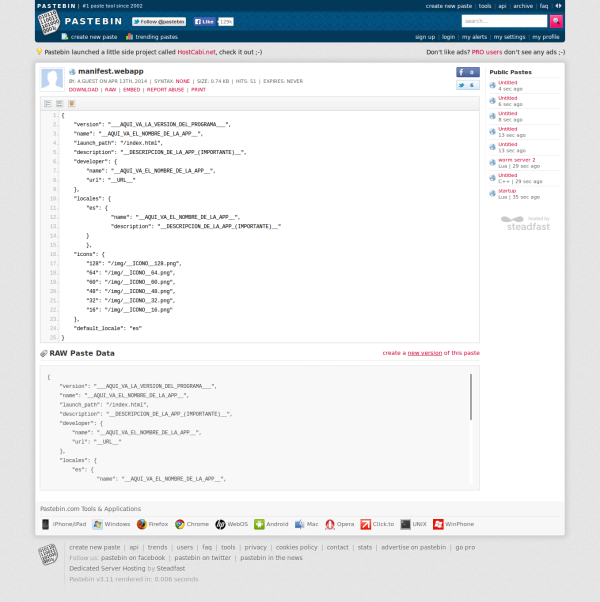 PASTEBIN | #1 paste tool since 2002
create new paste | tools | api | archive | faq |
PASTEBIN
Follow @pastebin
Like
129k
search...
create new paste
trending pastes
sign up | login | my alerts | my settings | my profile
Pastebin launched a little side project called HostCabi.net, check it out ;-)
Don't like ads? PRO users don't see any ads ;-)
manifest.webapp
BY: A GUEST ON APR 13TH, 2014 | SYNTAX: NONE | SIZE: 0.74 KB | HITS: 51 | EXPIRES: NEVER
DOWNLOAD | RAW | EMBED | REPORT ABUSE | PRINT
0
6
1. {
2. "version": "___AQUI_VA_LA_VERSION_DEL_PROGRAMA___",
3. "name": "__AQUI_VA_EL_NOMBRE_DE_LA_APP__",
4. "launch_path": "/index.html",
5. "description": "__DESCRIPCION_DE_LA_APP_(IMPORTANTE)__",
6. "developer": {
7. "name": "__AQUI_VA_EL_NOMBRE_DE_LA_APP__",
8. "url": "__URL__"
9. },
10. "locales": {
11. "es": {
12. "name": "__AQUI_VA_EL_NOMBRE_DE_LA_APP__",
13. "description": "__DESCRIPCION_DE_LA_APP_(IMPORTANTE)__"
14. }
15. },
16. "icons": {
17. "128": "/img/__ICONO__128.png",
18. "64": "/img/__ICONO__64.png",
19. "60": "/img/__ICONO__60.png",
20. "48": "/img/__ICONO__48.png",
21. "32": "/img/__ICONO__32.png",
22. "16": "/img/__ICONO__16.png"
23. },
24. "default_locale": "es"
25. }
Public Pastes
Untitled
4 sec ago
Untitled
6 sec ago
Untitled
8 sec ago
Untitled
13 sec ago
Untitled
13 sec ago
worm server 2
Lua | 29 sec ago
Untitled
C++ | 29 sec ago
startup
Lua | 35 sec ago
hosted by
steadfast
RAW Paste Data
create a new version of this paste
{
"version": "___AQUI_VA_LA_VERSION_DEL_PROGRAMA___",
"name": "__AQUI_VA_EL_NOMBRE_DE_LA_APP__",
"launch_path": "/index.html",
"description": "__DESCRIPCION_DE_LA_APP_(IMPORTANTE)__",
"developer": {
"name": "__AQUI_VA_EL_NOMBRE_DE_LA_APP__",
"url": "__URL__"
},
"locales": {
"es": {
"name": "__AQUI_VA_EL_NOMBRE_DE_LA_APP__",
Pastebin.com Tools & Applications
iPhone/iPad Windows Firefox Chrome WebOS Android Mac Opera Click.to UNIX WinPhone
create new paste | api | trends | users | faq | tools | privacy | cookies policy | contact | stats | advertise on pastebin | go pro
Follow us: pastebin on facebook | pastebin on twitter | pastebin in the news
Dedicated Server Hosting by Steadfast
Pastebin v3.11 rendered in: 0.006 seconds